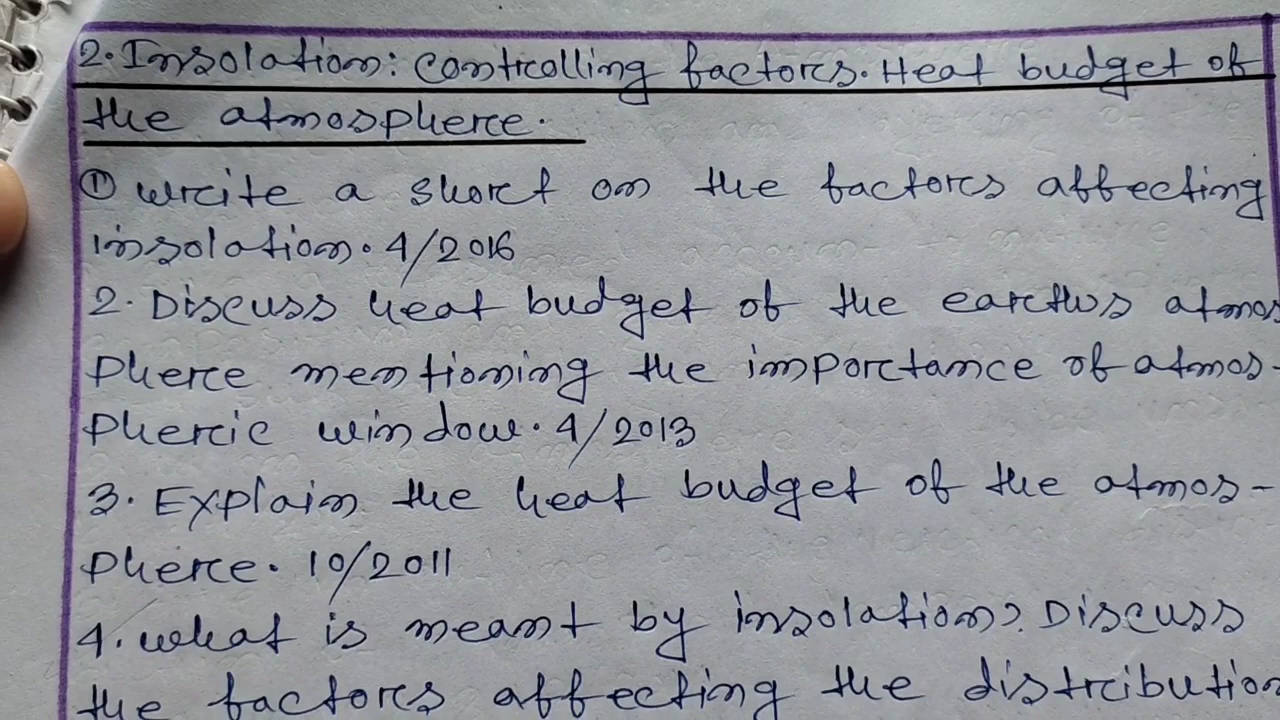 2. Insolation: Controlling factors. Heat budget of
the atmosphere.
① Write a short on the factors affecting
insolation. 4/2016
2. Discuss heat budget of the earths atmos
phere mentioning the importance of atmos-
pheric window. 4/2013
3. Explain the heat budget of the atmos-
phere. 10/2011
4. What is meant by insolation? Discuss
the factors affecting the distribution